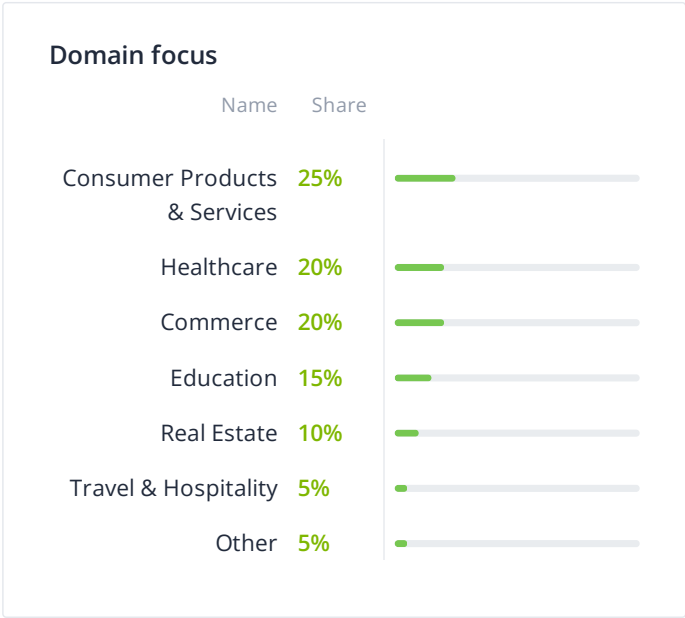 Domain focus
Name Share
Consumer Products 25%
& Services
Healthcare 20%
Commerce 20%
Education 15%
Real Estate 10%
Travel & Hospitality 5%
Other 5%